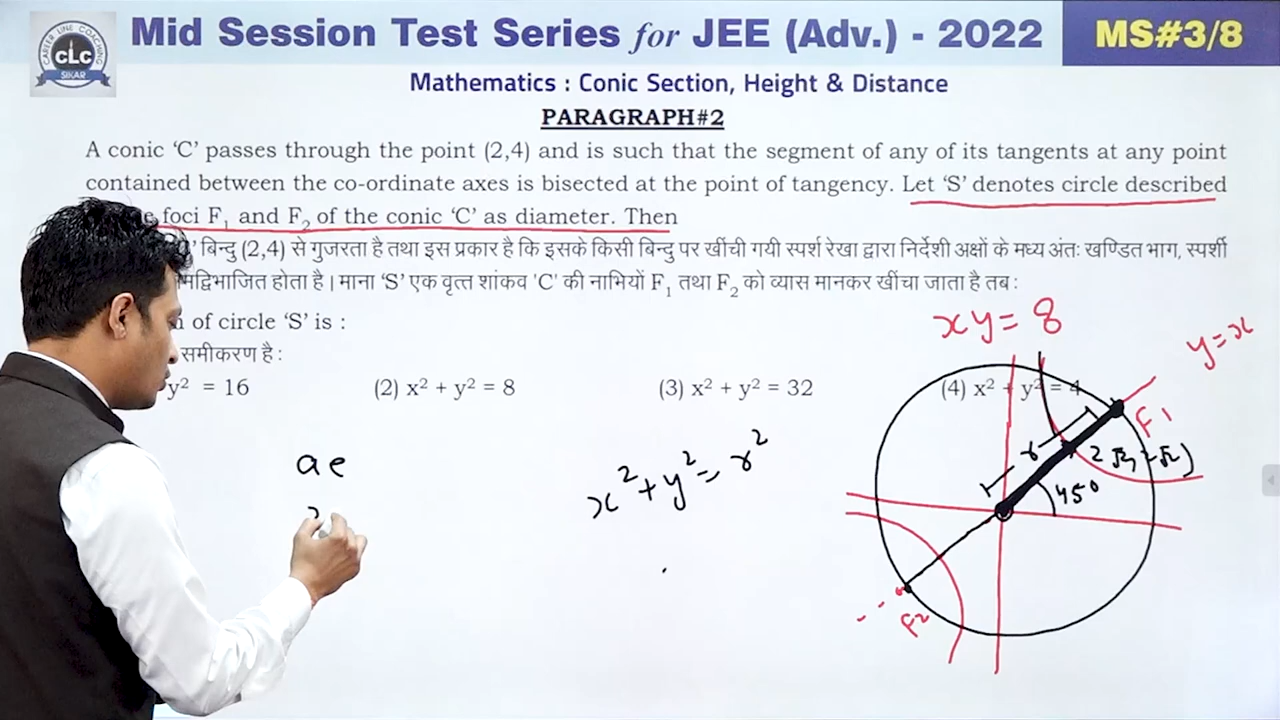 Mid Session Test Series for JEE (Adv.) - 2022
MS#3/8
CAREER LINE COACHING
CLC
SIKAR
Mathematics : Conic Section, Height & Distance
PARAGRAPH#2
A conic ‘C’ passes through the point (2,4) and is such that the segment of any of its tangents at any point
contained between the co-ordinate axes is bisected at the point of tangency. Let ‘S’ denotes circle described
foci F₁ and F₂ of the conic ‘C’ as diameter. Then
बिन्दु (2,4) से गुजरता है तथा इस प्रकार है कि इसके किसी बिन्दु पर खींची गयी स्पर्श रेखा द्वारा निर्देशी अक्षों के मध्य अंतः खण्डित भाग, स्पर्शी
होता है। माना ‘S’ एक वृत्त शांकव 'C' की नाभियों F₁ तथा F₂ को व्यास मानकर खींचा जाता है तब :
of circle ‘S’ is :
समीकरण है :
y² = 16
(2) x² + y² = 8
(3) x² + y² = 32
(4) x² + y² = 4
xy = 8
y=x
F1
2√2
r
45°
F2
x²+y²=r²
ae